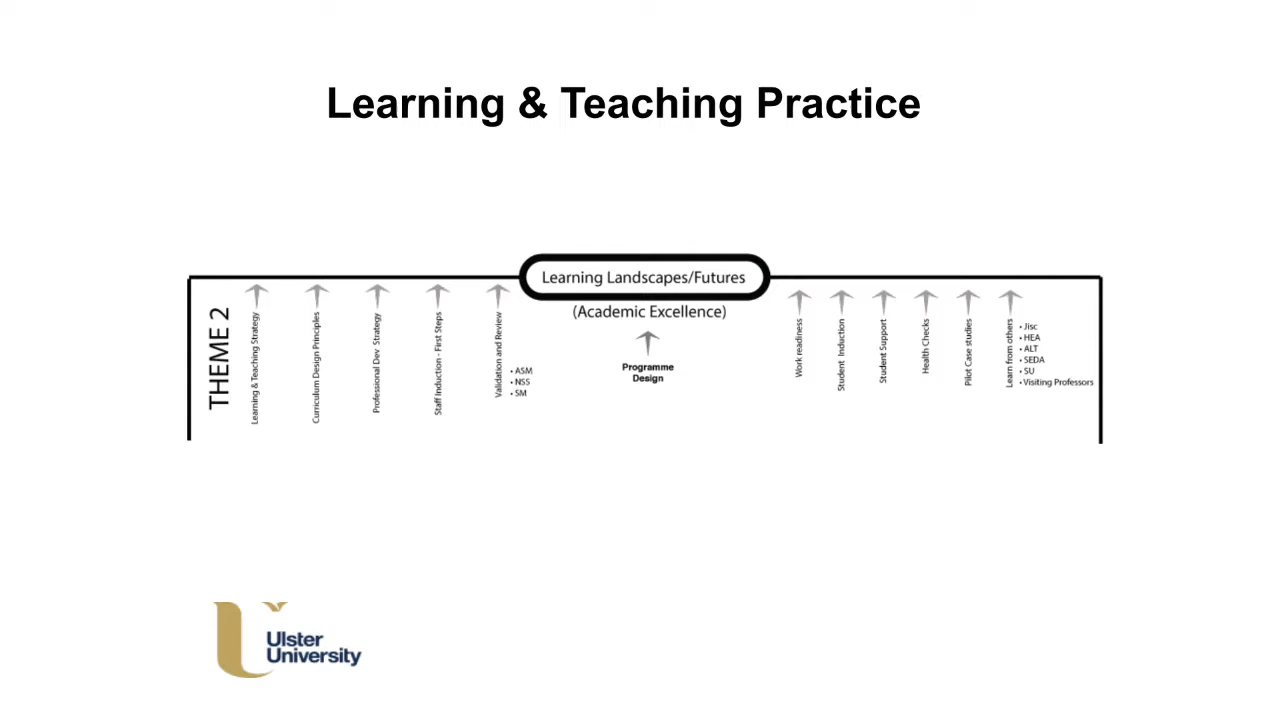 Learning & Teaching Practice
Learning Landscapes/Futures
(Academic Excellence)
THEME 2
Learning & Teaching Strategy
Curriculum Design Principles
Professional Dev Strategy
Staff Induction - First Steps
Validation and Review
• ASM
• NSS
• SM
Programme
Design
Work readiness
Student Induction
Student Support
Health Checks
Pilot Case studies
Learn from others
• Jisc
• HEA
• ALT
• SEDA
• SU
• Visiting Professors
Ulster
University